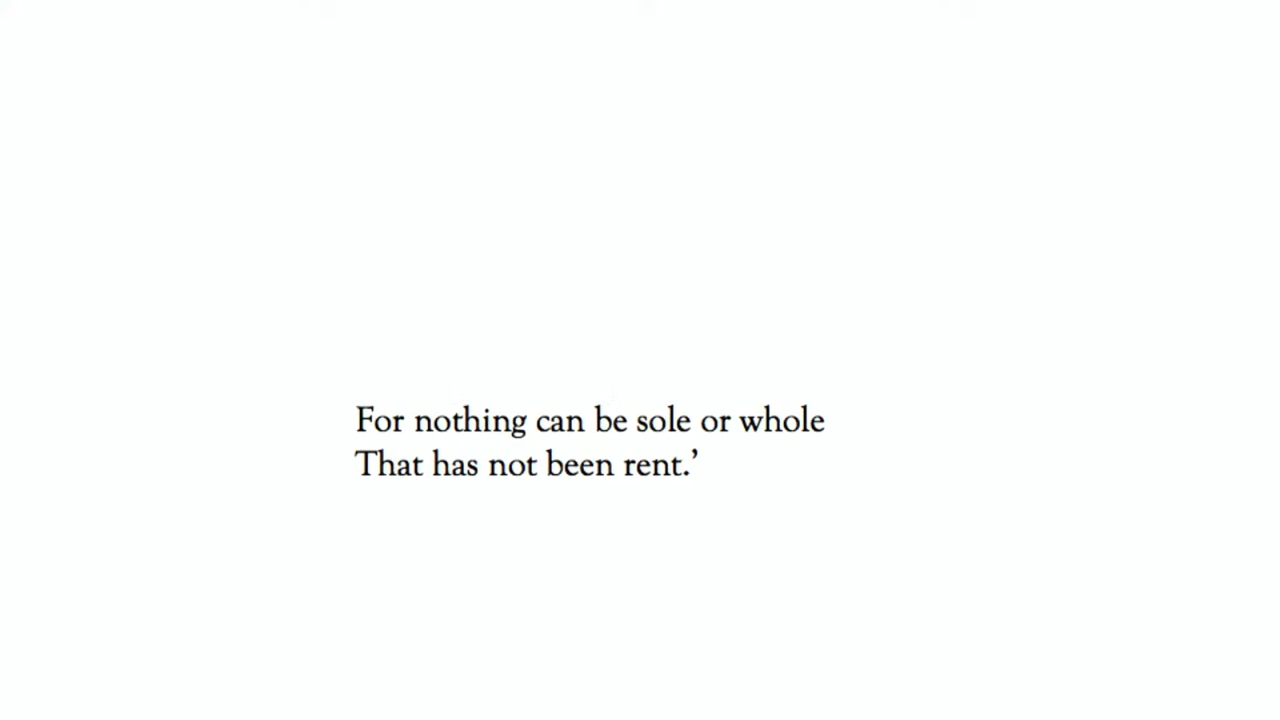 For nothing can be sole or whole
That has not been rent.’